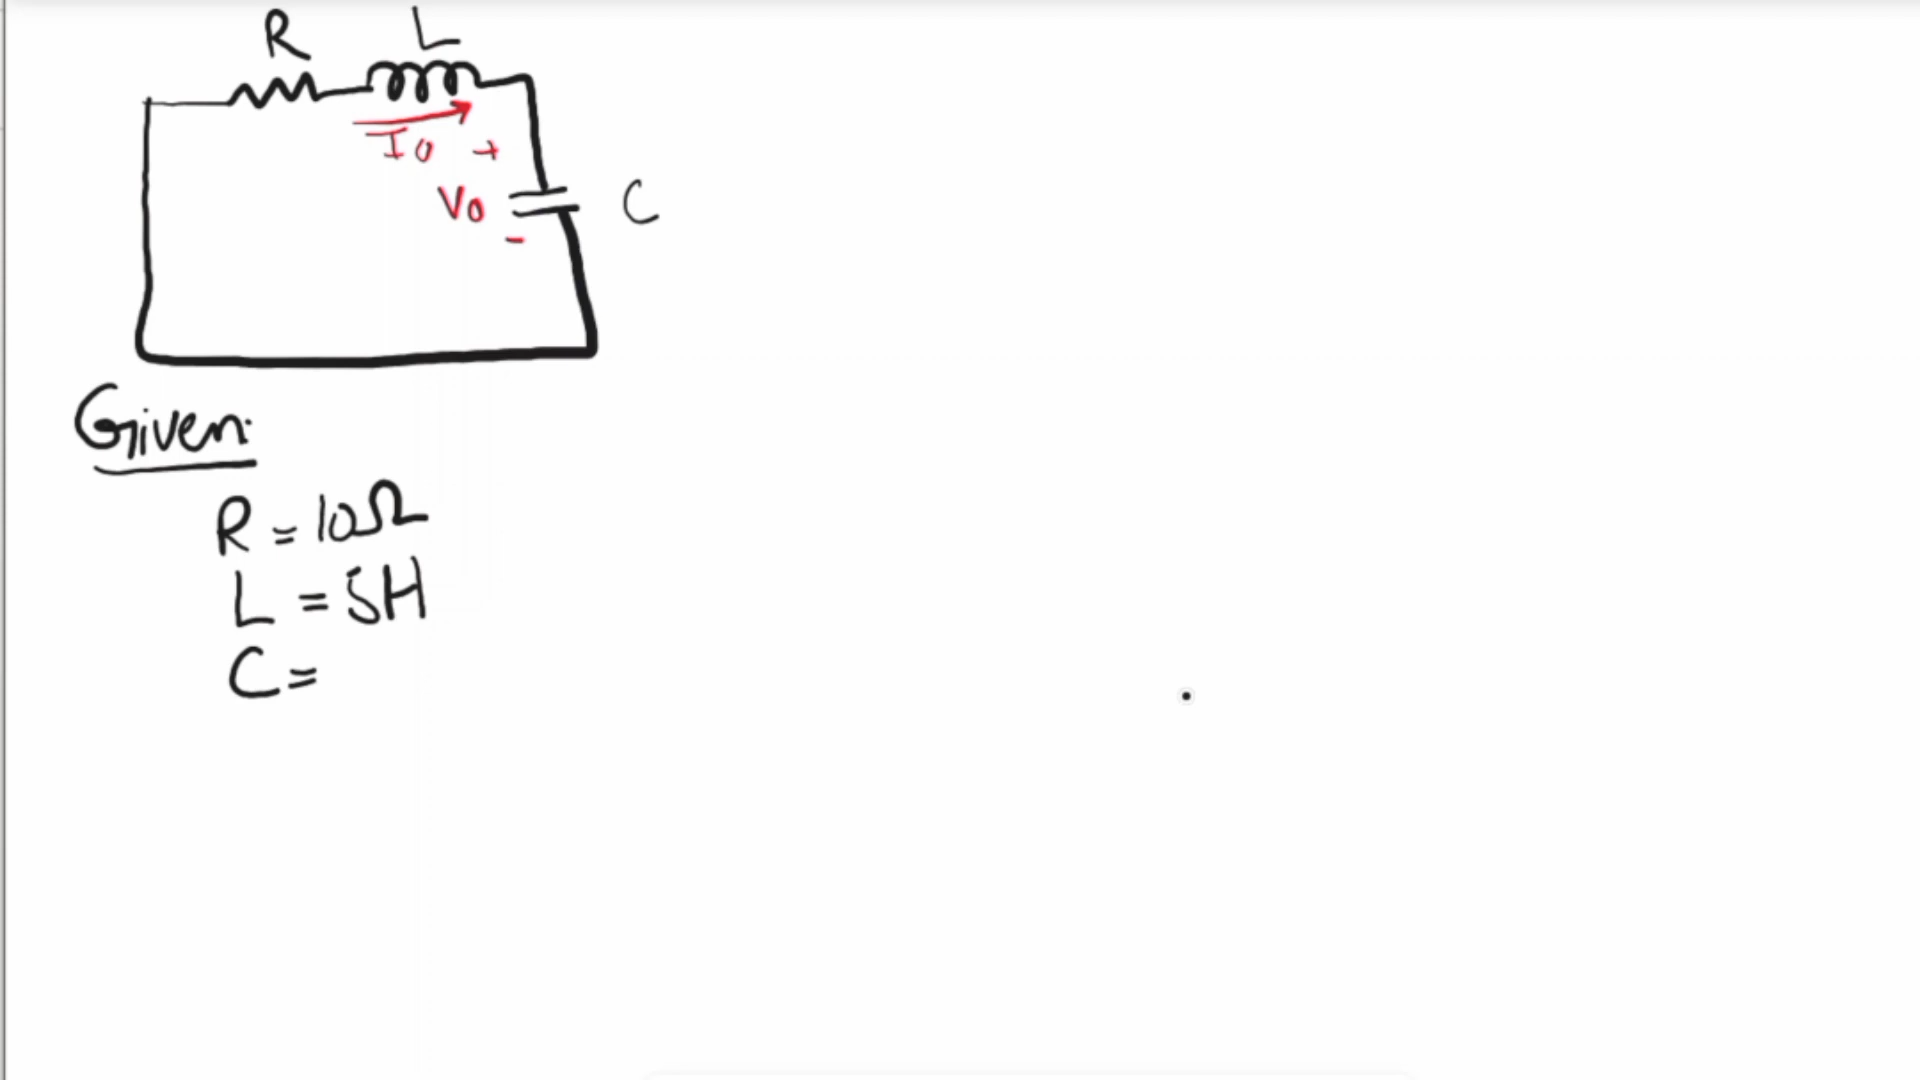 R L
I0 +
V0 C
-
Given:
R = 10Ω
L = 5H
C =